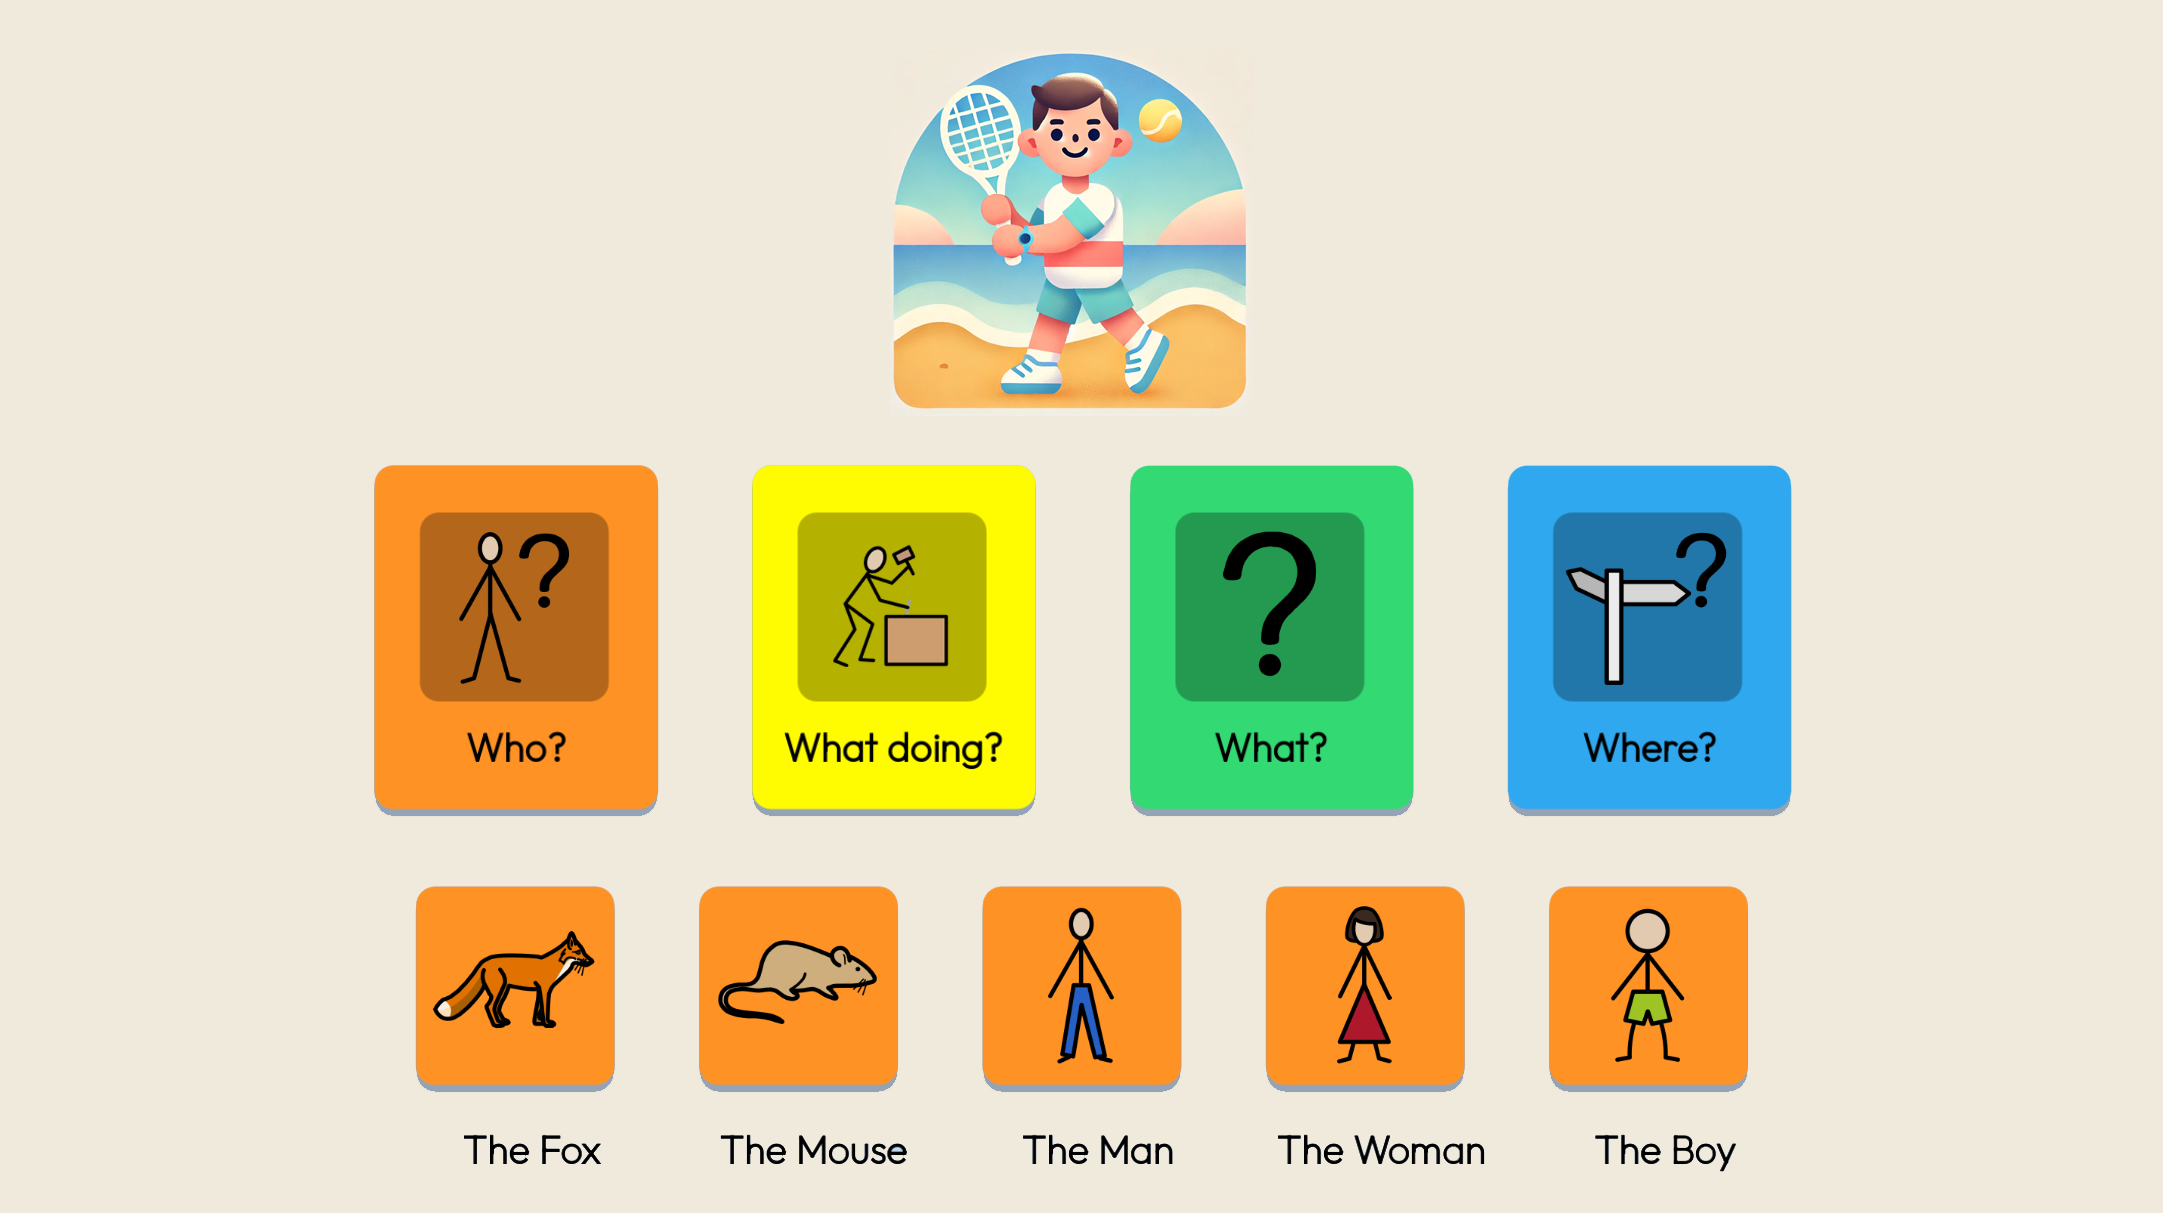 Who?
What doing?
What?
Where?
The Fox
The Mouse
The Man
The Woman
The Boy